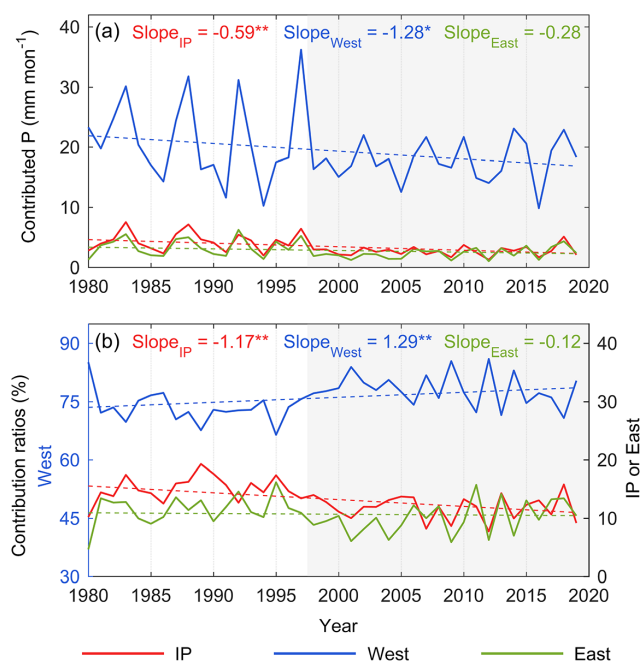 (a) Slope_IP = -0.59** Slope_West = -1.28* Slope_East = -0.28
Contributed P (mm mon⁻¹)
40
30
20
10
0
1980 1985 1990 1995 2000 2005 2010 2015 2020
(b) Slope_IP = -1.17** Slope_West = 1.29** Slope_East = -0.12
Contribution ratios (%)
West
90
75
60
45
30
40
30
20
10
0
IP or East
1980 1985 1990 1995 2000 2005 2010 2015 2020
Year
IP West East